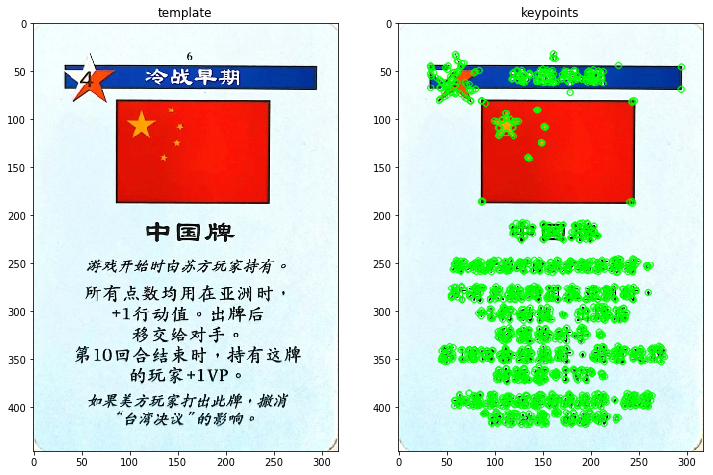 template
keypoints
6
4
冷战早期
中国牌
游戏开始时由苏方玩家持有。
所有点数均用在亚洲时，
+1行动值。出牌后
移交给对手。
第10回合结束时，持有这牌
的玩家+1VP。
如果美方玩家打出此牌，撤消
“台湾决议”的影响。
0
50
100
150
200
250
300
350
400
0 50 100 150 200 250 300
0
50
100
150
200
250
300
350
400
0 50 100 150 200 250 300